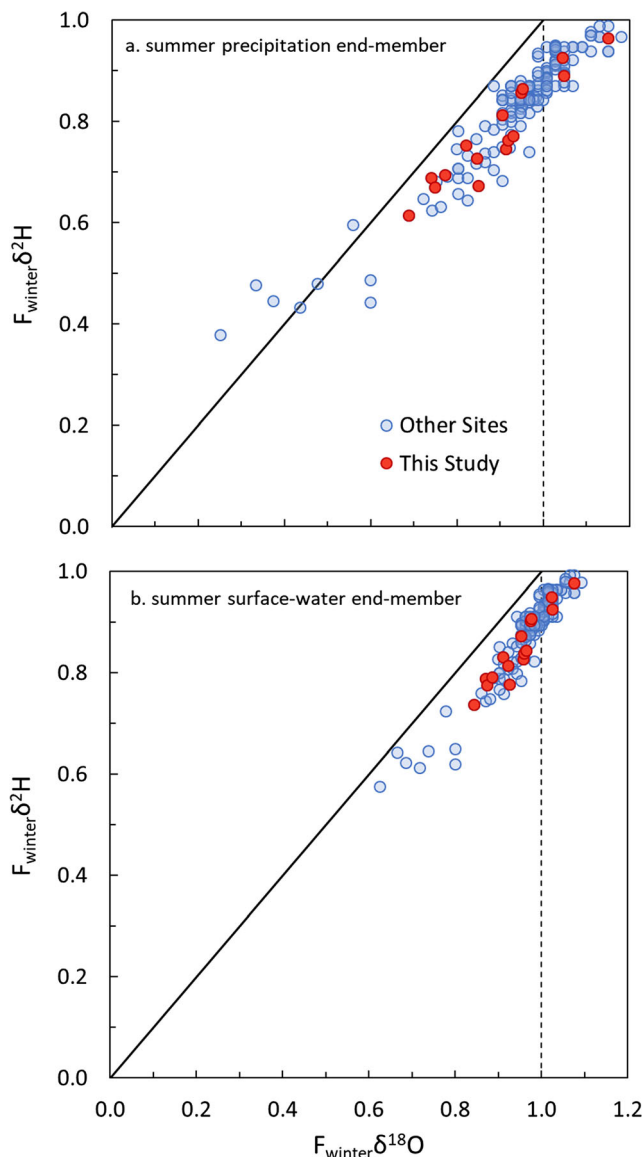 1.0
a. summer precipitation end-member
0.8
0.6
F_winter δ²H
0.4
Other Sites
0.2
This Study
0.0
1.0
b. summer surface-water end-member
0.8
0.6
F_winter δ²H
0.4
0.2
0.0
0.0 0.2 0.4 0.6 0.8 1.0 1.2
F_winter δ¹⁸O